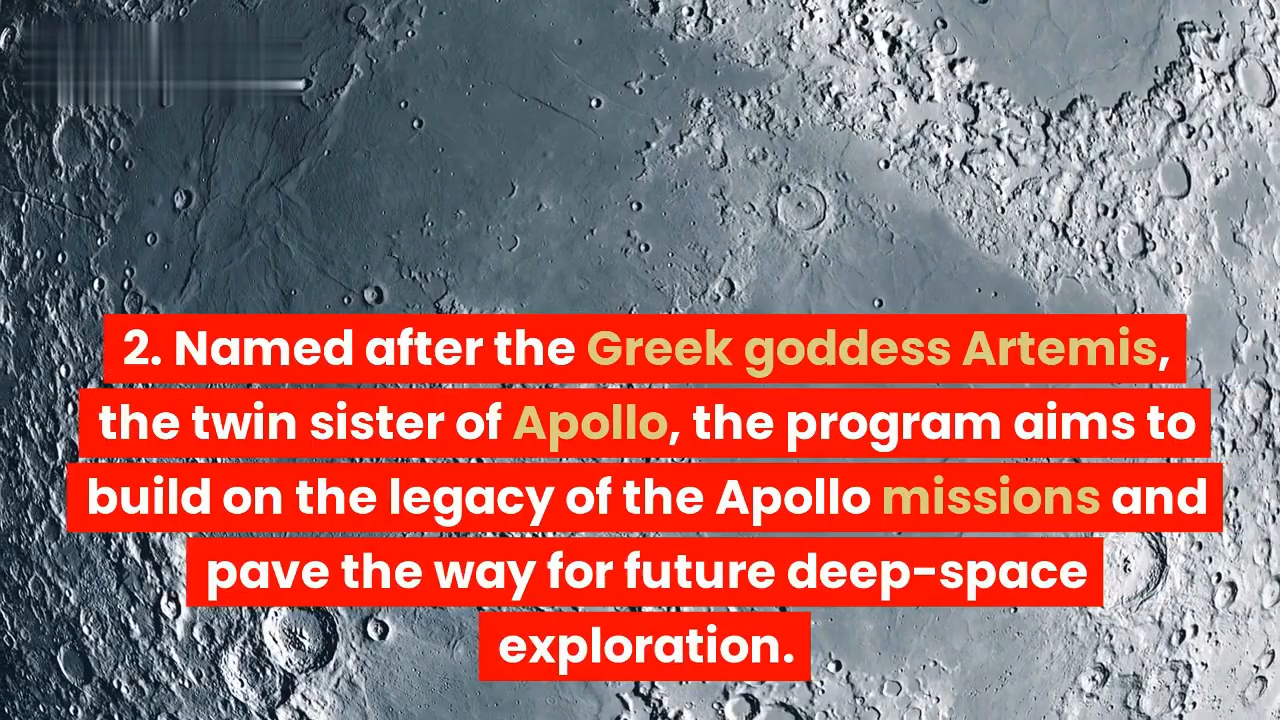 2. Named after the Greek goddess Artemis,
the twin sister of Apollo, the program aims to
build on the legacy of the Apollo missions and
pave the way for future deep-space
exploration.